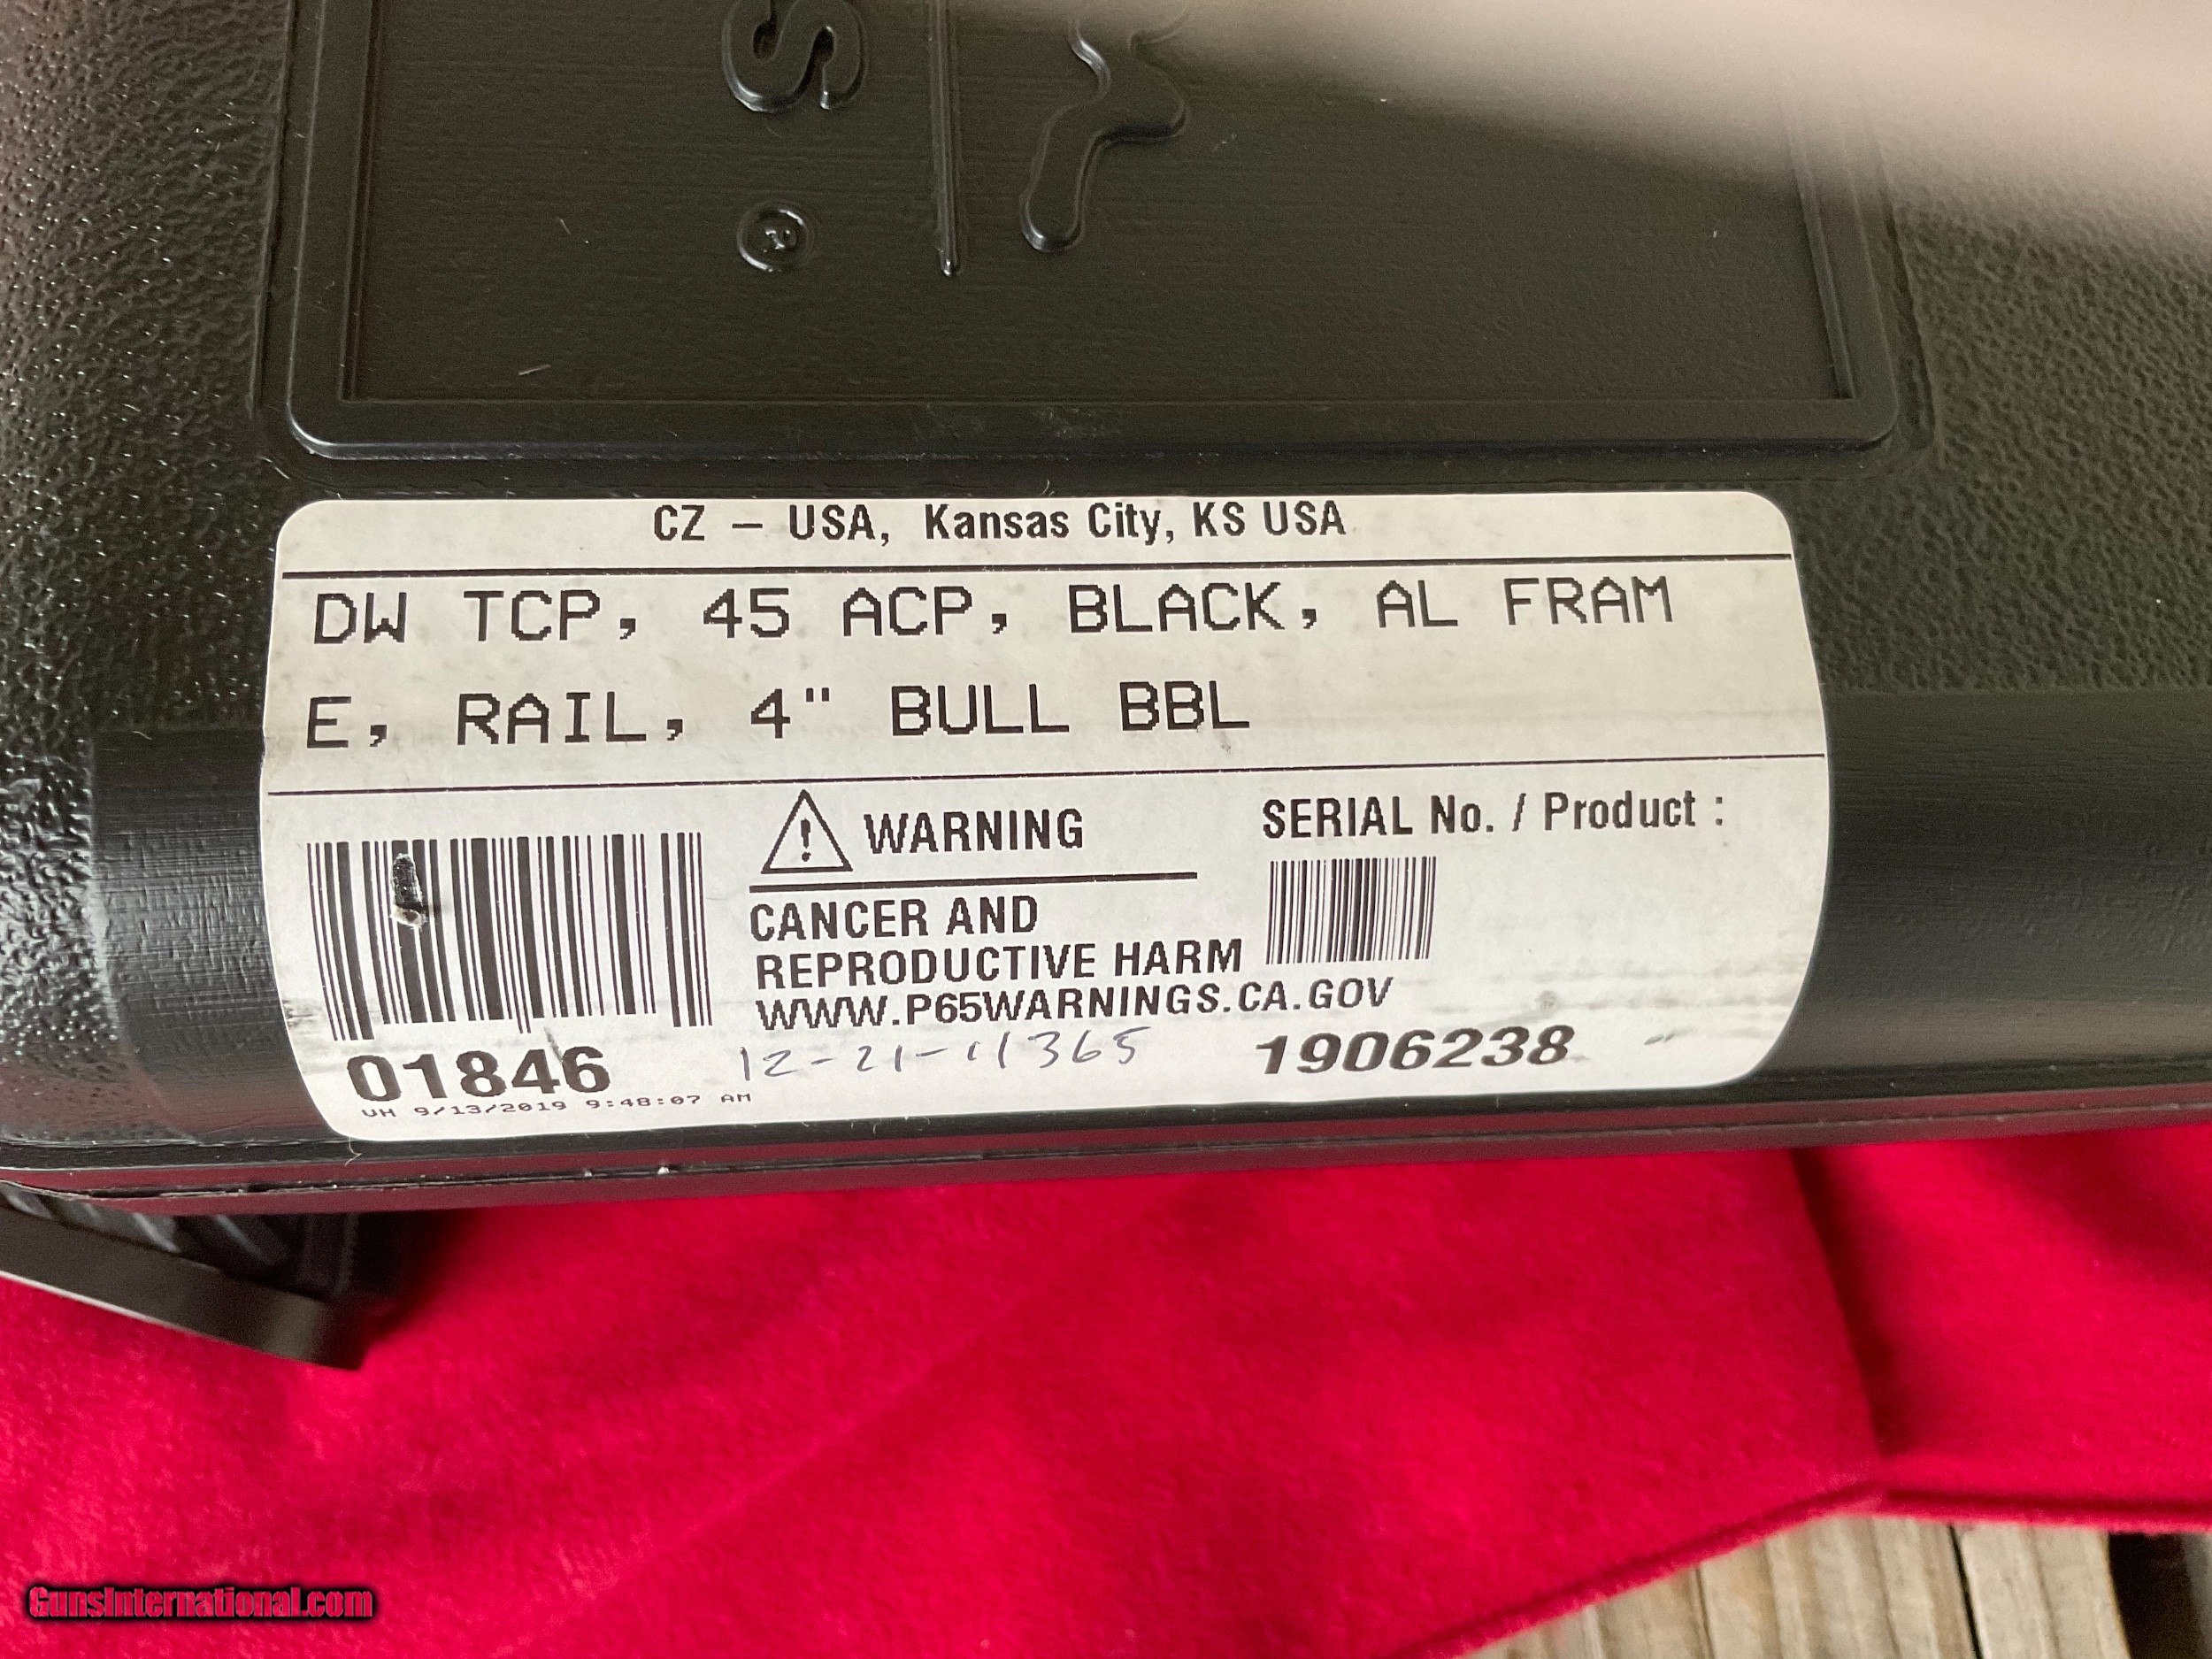 S
R
CZ – USA, Kansas City, KS USA
DW TCP, 45 ACP, BLACK, AL FRAM
E, RAIL, 4" BULL BBL
WARNING
CANCER AND
REPRODUCTIVE HARM
WWW.P65WARNINGS.CA.GOV
SERIAL No. / Product :
01846
12-21-11365
1906238
VH 9/13/2019 9:48:07 AM
GunsInternational.com